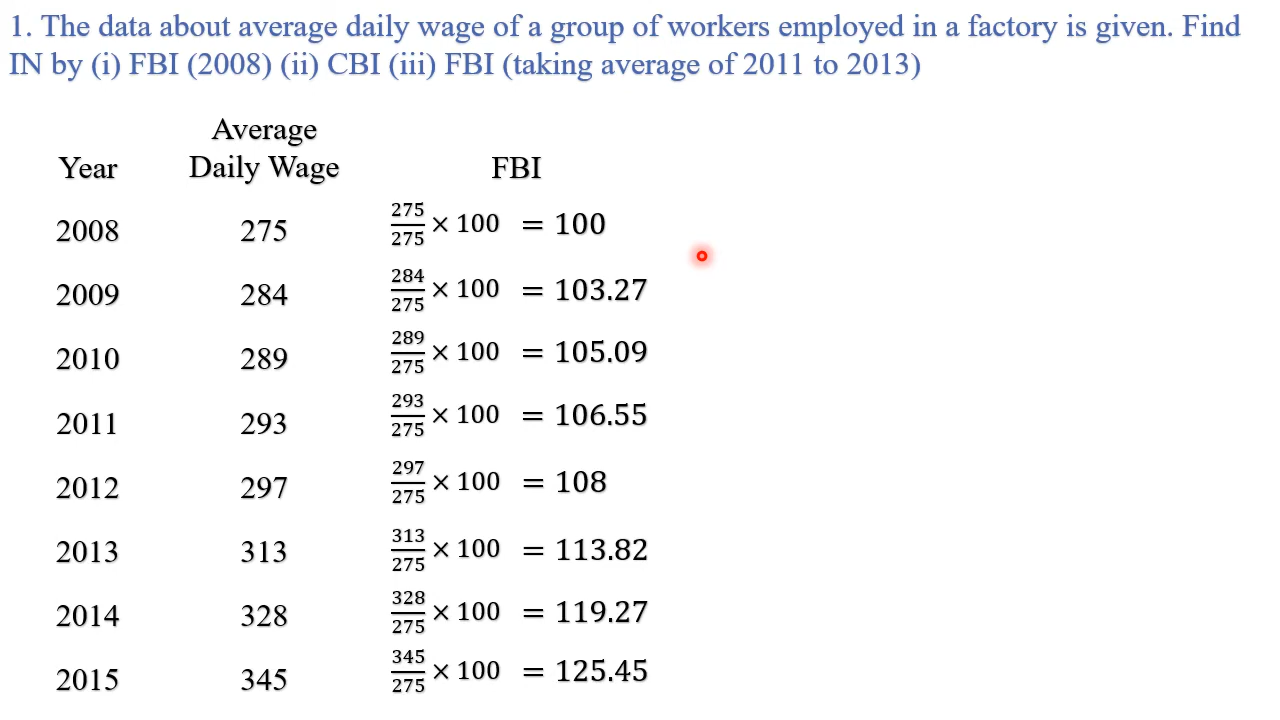 1. The data about average daily wage of a group of workers employed in a factory is given. Find
IN by (i) FBI (2008) (ii) CBI (iii) FBI (taking average of 2011 to 2013)
Year Average Daily Wage FBI
2008 275 275/275 × 100 = 100
2009 284 284/275 × 100 = 103.27
2010 289 289/275 × 100 = 105.09
2011 293 293/275 × 100 = 106.55
2012 297 297/275 × 100 = 108
2013 313 313/275 × 100 = 113.82
2014 328 328/275 × 100 = 119.27
2015 345 345/275 × 100 = 125.45